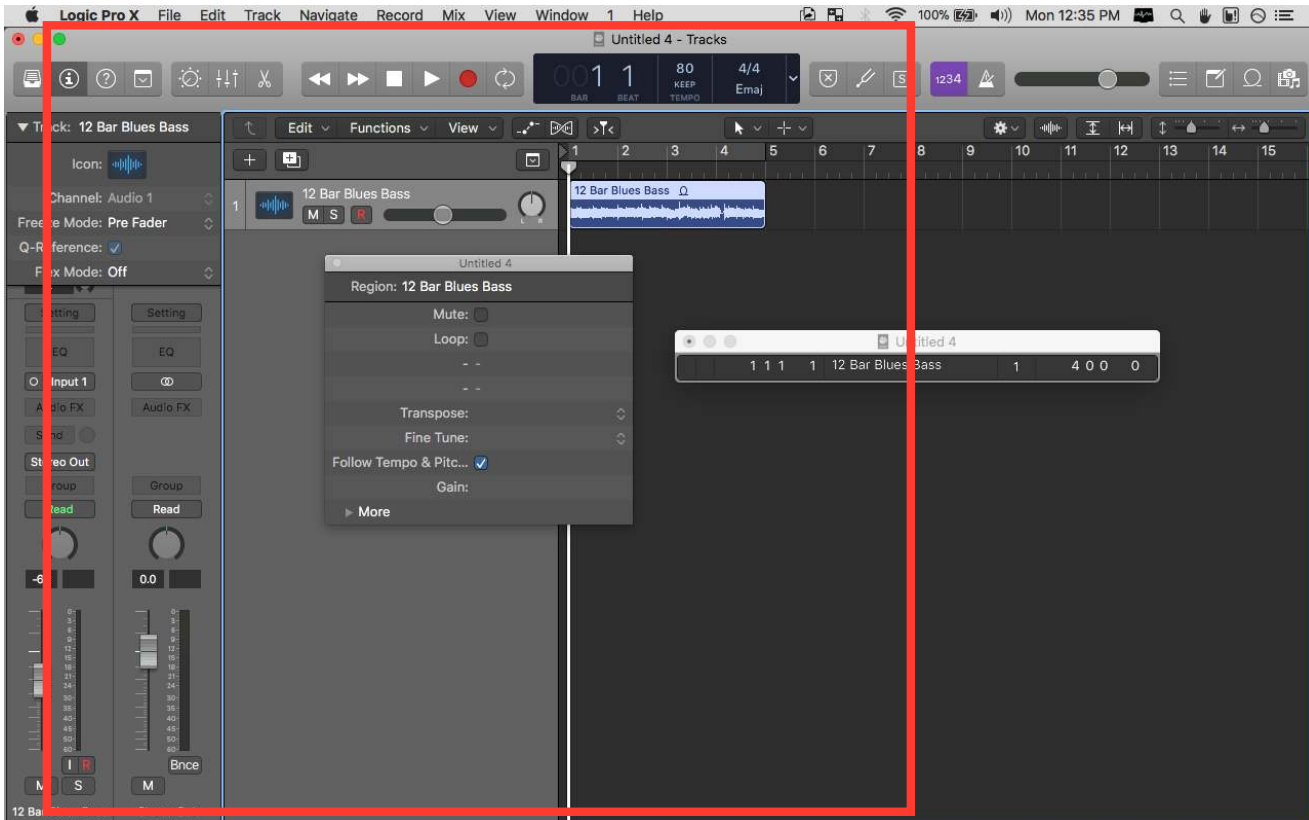 Logic Pro X File Edit Track Navigate Record Mix View Window 1 Help 100% Mon 12:35 PM
Untitled 4 - Tracks
001 1 80 4/4
KEEP Emaj
BAR BEAT TEMPO
S 1234
Track: 12 Bar Blues Bass
Edit Functions View
Icon:
1 2 3 4 5 6 7 8 9 10 11 12 13 14 15
Channel: Audio 1
1 12 Bar Blues Bass
M S R
L R
12 Bar Blues Bass
Freeze Mode: Pre Fader
Q-Reference:
Flex Mode: Off
Untitled 4
Region: 12 Bar Blues Bass
Mute:
Loop:
- -
- -
Transpose:
Fine Tune:
Follow Tempo & Pitc...
Gain:
More
Untitled 4
1 1 1 1 12 Bar Blues Bass 1 4 0 0 0
Setting Setting
EQ EQ
Input 1
Audio FX Audio FX
Send
Stereo Out
Group Group
Read Read
0.0
I R Bnce
M S M
12 Ba